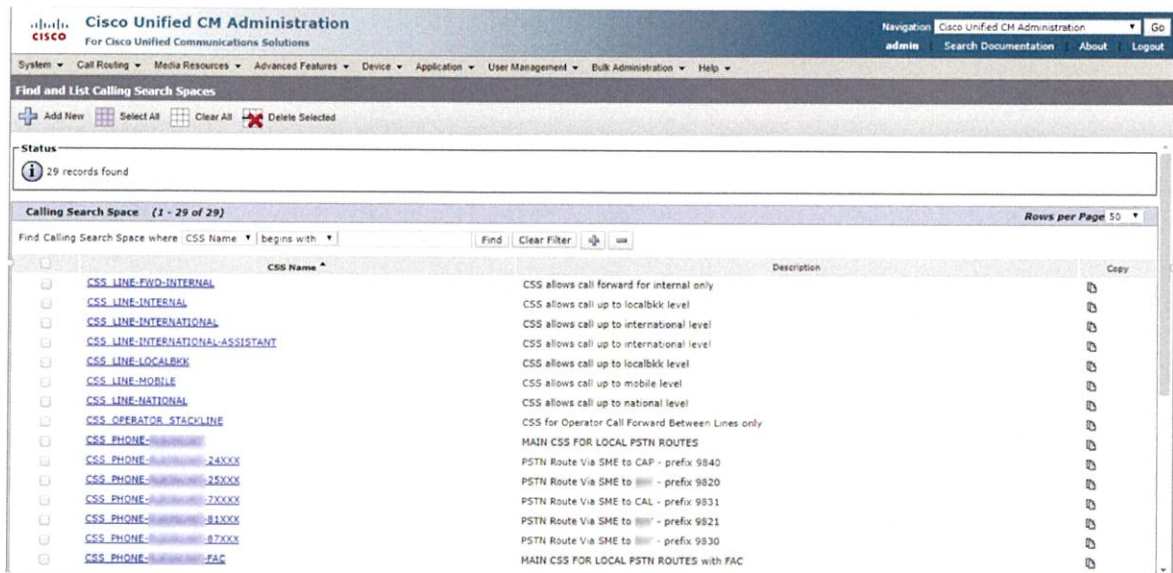 CISCO
Cisco Unified CM Administration
For Cisco Unified Communications Solutions
Navigation Cisco Unified CM Administration Go
admin Search Documentation About Logout
System Call Routing Media Resources Advanced Features Device Application User Management Bulk Administration Help
Find and List Calling Search Spaces
Add New Select All Clear All Delete Selected
Status
29 records found
Calling Search Space (1 - 29 of 29) Rows per Page 50
Find Calling Search Space where CSS Name begins with Find Clear Filter
CSS Name Description Copy
CSS_LINE-FWD-INTERNAL CSS allows call forward for internal only
CSS_LINE-INTERNAL CSS allows call up to localbkk level
CSS_LINE-INTERNATIONAL CSS allows call up to international level
CSS_LINE-INTERNATIONAL-ASSISTANT CSS allows call up to international level
CSS_LINE-LOCALBKK CSS allows call up to localbkk level
CSS_LINE-MOBILE CSS allows call up to mobile level
CSS_LINE-NATIONAL CSS allows call up to national level
CSS_OPERATOR_STACKLINE CSS for Operator Call Forward Between Lines only
CSS_PHONE- MAIN CSS FOR LOCAL PSTN ROUTES
CSS_PHONE- -24XXX PSTN Route Via SME to CAP - prefix 9840
CSS_PHONE- -25XXX PSTN Route Via SME to - prefix 9820
CSS_PHONE- -7XXXX PSTN Route Via SME to CAL - prefix 9831
CSS_PHONE- -81XXX PSTN Route Via SME to - prefix 9821
CSS_PHONE- -87XXX PSTN Route Via SME to - prefix 9830
CSS_PHONE- -FAC MAIN CSS FOR LOCAL PSTN ROUTES with FAC